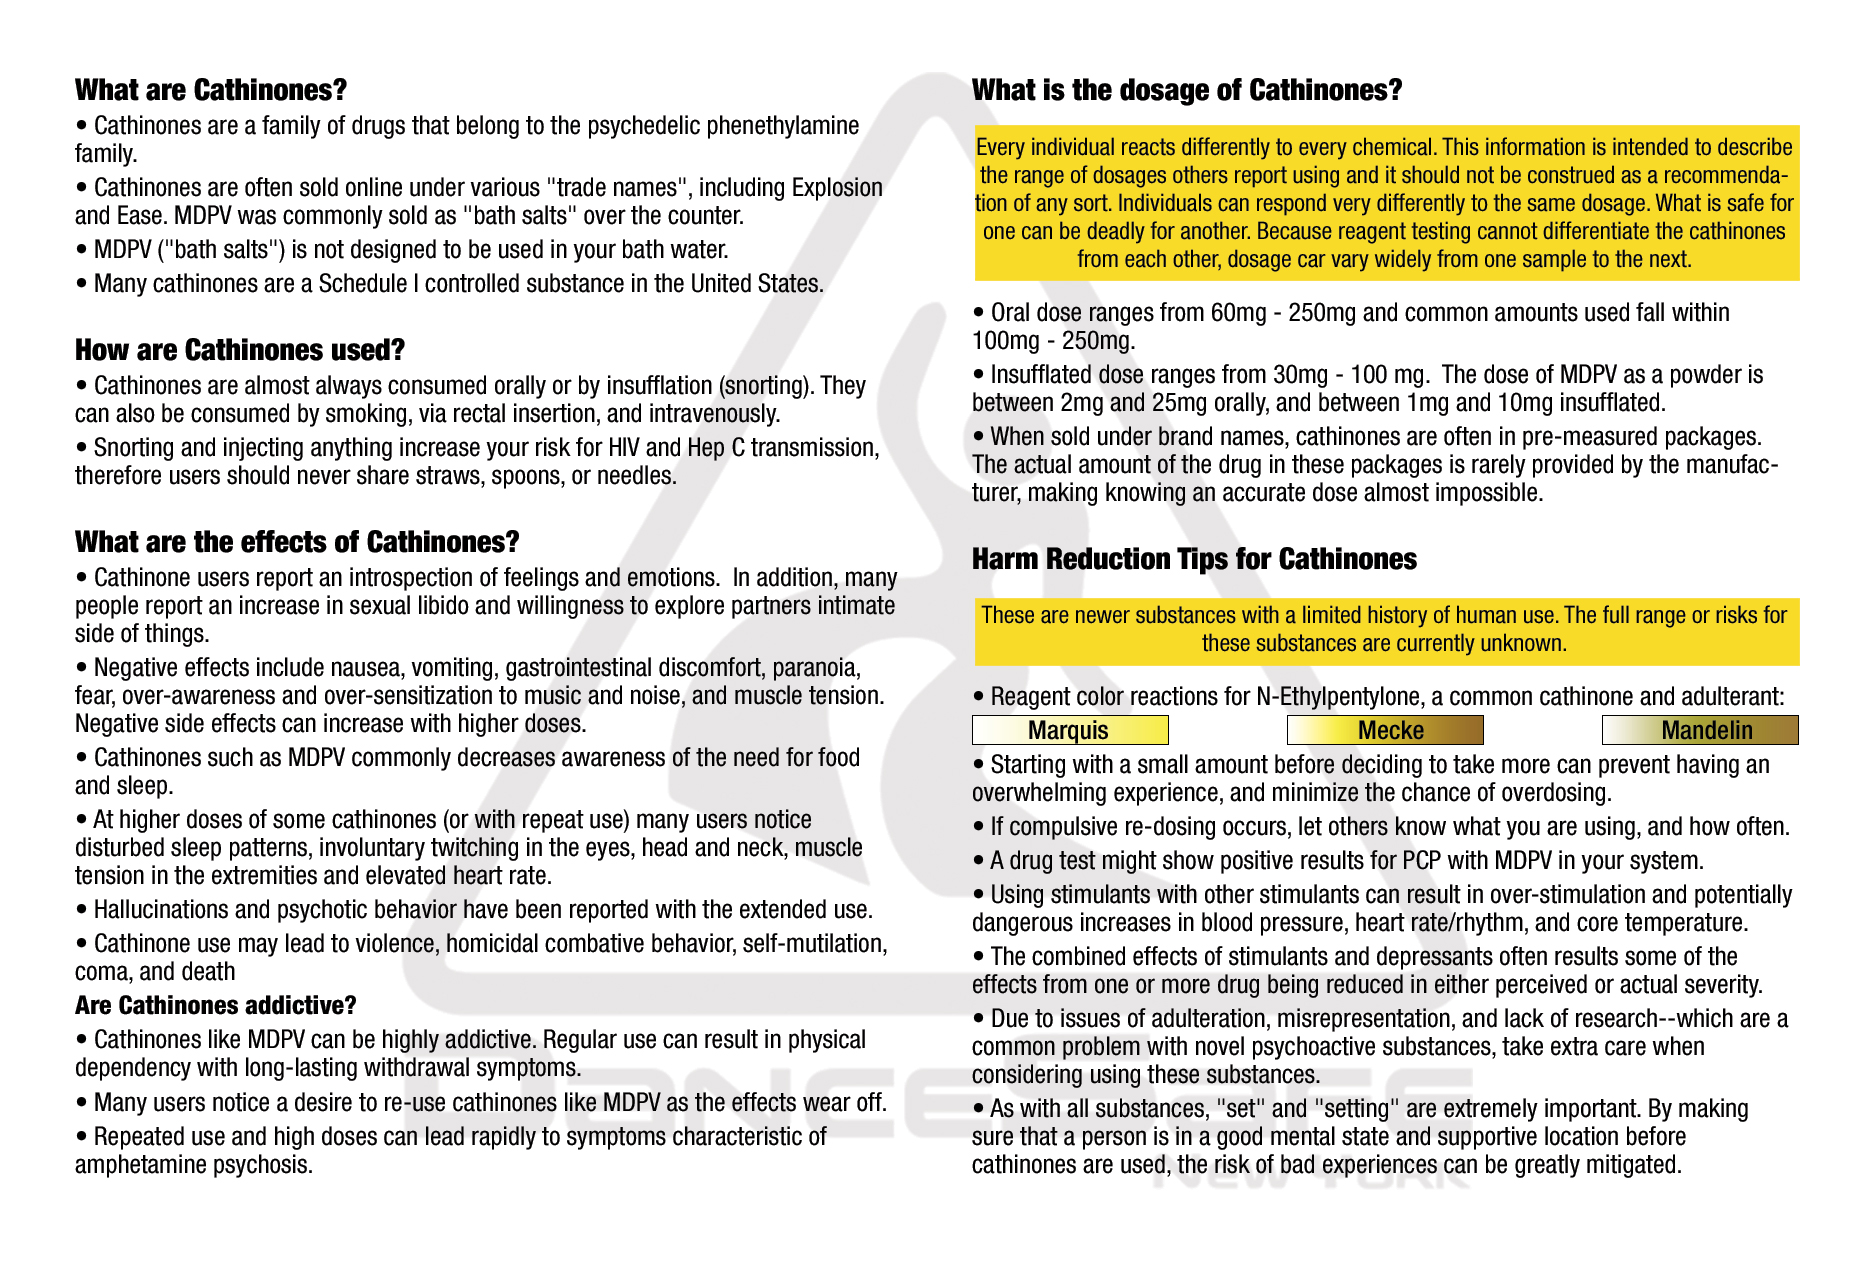 What are Cathinones?
• Cathinones are a family of drugs that belong to the psychedelic phenethylamine
family.
• Cathinones are often sold online under various "trade names", including Explosion
and Ease. MDPV was commonly sold as "bath salts" over the counter.
• MDPV ("bath salts") is not designed to be used in your bath water.
• Many cathinones are a Schedule I controlled substance in the United States.
How are Cathinones used?
• Cathinones are almost always consumed orally or by insufflation (snorting). They
can also be consumed by smoking, via rectal insertion, and intravenously.
• Snorting and injecting anything increase your risk for HIV and Hep C transmission,
therefore users should never share straws, spoons, or needles.
What are the effects of Cathinones?
• Cathinone users report an introspection of feelings and emotions.  In addition, many
people report an increase in sexual libido and willingness to explore partners intimate
side of things.
• Negative effects include nausea, vomiting, gastrointestinal discomfort, paranoia,
fear, over-awareness and over-sensitization to music and noise, and muscle tension.
Negative side effects can increase with higher doses.
• Cathinones such as MDPV commonly decreases awareness of the need for food
and sleep.
• At higher doses of some cathinones (or with repeat use) many users notice
disturbed sleep patterns, involuntary twitching in the eyes, head and neck, muscle
tension in the extremities and elevated heart rate.
• Hallucinations and psychotic behavior have been reported with the extended use.
• Cathinone use may lead to violence, homicidal combative behavior, self-mutilation,
coma, and death
Are Cathinones addictive?
• Cathinones like MDPV can be highly addictive. Regular use can result in physical
dependency with long-lasting withdrawal symptoms.
• Many users notice a desire to re-use cathinones like MDPV as the effects wear off.
• Repeated use and high doses can lead rapidly to symptoms characteristic of
amphetamine psychosis.
What is the dosage of Cathinones?
Every individual reacts differently to every chemical. This information is intended to describe
the range of dosages others report using and it should not be construed as a recommenda-
tion of any sort. Individuals can respond very differently to the same dosage. What is safe for
one can be deadly for another. Because reagent testing cannot differentiate the cathinones
from each other, dosage car vary widely from one sample to the next.
• Oral dose ranges from 60mg - 250mg and common amounts used fall within
100mg - 250mg.
• Insufflated dose ranges from 30mg - 100 mg.  The dose of MDPV as a powder is
between 2mg and 25mg orally, and between 1mg and 10mg insufflated.
• When sold under brand names, cathinones are often in pre-measured packages.
The actual amount of the drug in these packages is rarely provided by the manufac-
turer, making knowing an accurate dose almost impossible.
Harm Reduction Tips for Cathinones
These are newer substances with a limited history of human use. The full range or risks for
these substances are currently unknown.
• Reagent color reactions for N-Ethylpentylone, a common cathinone and adulterant:
Marquis Mecke Mandelin
• Starting with a small amount before deciding to take more can prevent having an
overwhelming experience, and minimize the chance of overdosing.
• If compulsive re-dosing occurs, let others know what you are using, and how often.
• A drug test might show positive results for PCP with MDPV in your system.
• Using stimulants with other stimulants can result in over-stimulation and potentially
dangerous increases in blood pressure, heart rate/rhythm, and core temperature.
• The combined effects of stimulants and depressants often results some of the
effects from one or more drug being reduced in either perceived or actual severity.
• Due to issues of adulteration, misrepresentation, and lack of research--which are a
common problem with novel psychoactive substances, take extra care when
considering using these substances.
• As with all substances, "set" and "setting" are extremely important. By making
sure that a person is in a good mental state and supportive location before
cathinones are used, the risk of bad experiences can be greatly mitigated.
DanceSafe
New York